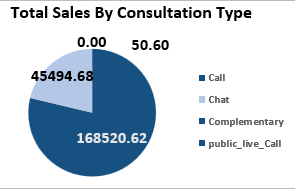 Total Sales By Consultation Type
0.00 50.60
45494.68
168520.62
Call
Chat
Complementary
public_live_Call